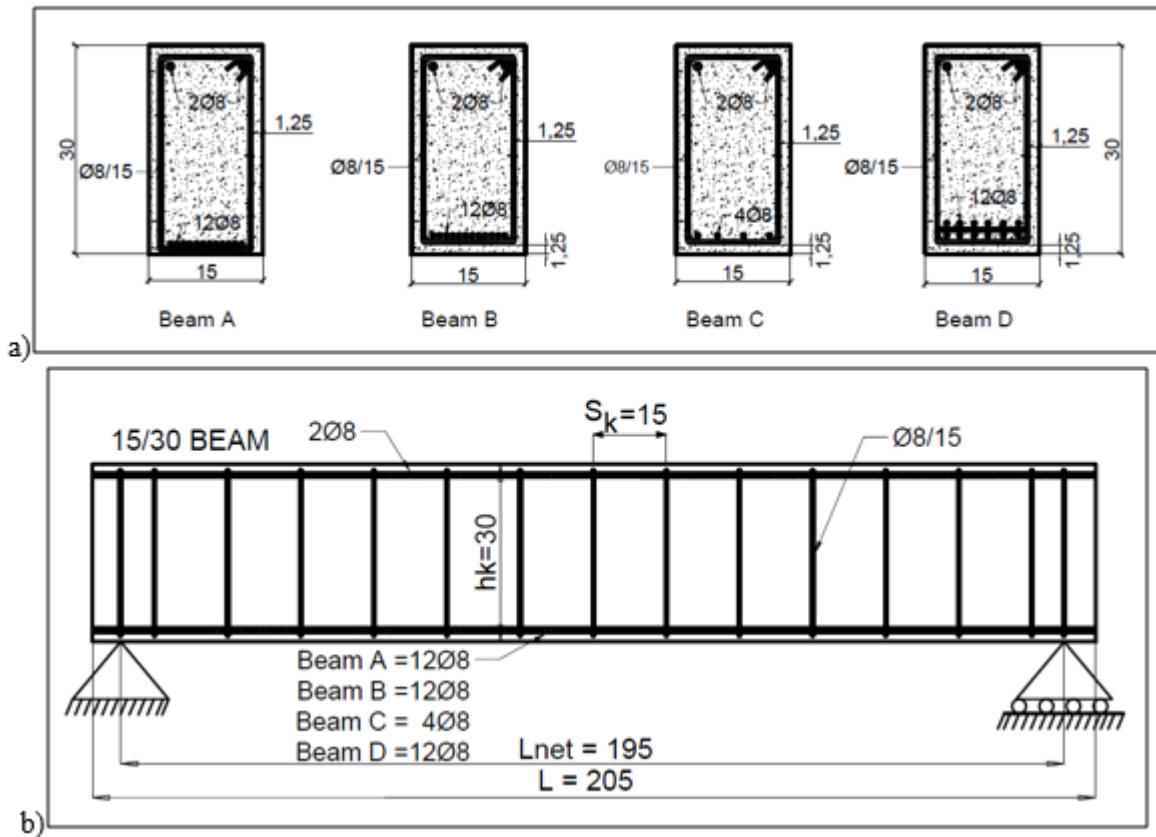 2Ø8 2Ø8 2Ø8 2Ø8
1,25 1,25 1,25 1,25
30 30
Ø8/15 Ø8/15 Ø8/15 Ø8/15
12Ø8 12Ø8 4Ø8 12Ø8
1,25 1,25 1,25
15 15 15 15
Beam A Beam B Beam C Beam D
a)
S_k=15
15/30 BEAM 2Ø8 Ø8/15
hk=30
Beam A =12Ø8
Beam B =12Ø8
Beam C = 4Ø8
Beam D =12Ø8
Lnet = 195
L = 205
b)